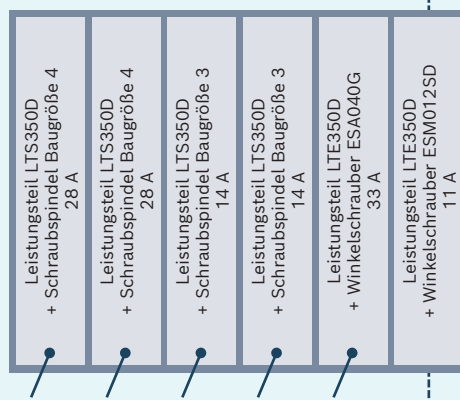 Leistungsteil LTS350D
+ Schraubspindel Baugröße 4
28 A
Leistungsteil LTS350D
+ Schraubspindel Baugröße 4
28 A
Leistungsteil LTS350D
+ Schraubspindel Baugröße 3
14 A
Leistungsteil LTS350D
+ Schraubspindel Baugröße 3
14 A
Leistungsteil LTE350D
+ Winkelschrauber ESA040G
33 A
Leistungsteil LTE350D
+ Winkelschrauber ESM012SD
11 A